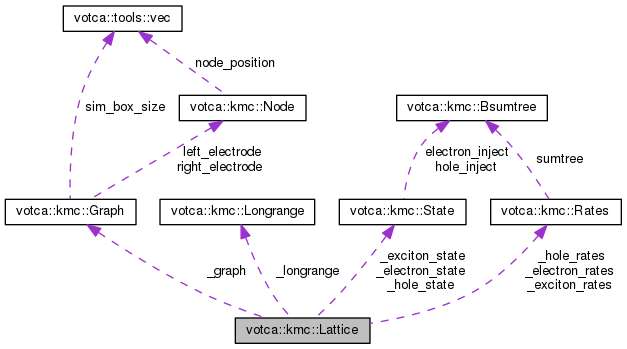 votca::tools::vec
node_position
sim_box_size
votca::kmc::Node
votca::kmc::Bsumtree
left_electrode
right_electrode
electron_inject
hole_inject
sumtree
votca::kmc::Graph
votca::kmc::Longrange
votca::kmc::State
votca::kmc::Rates
_graph
_longrange
_exciton_state
_electron_state
_hole_state
_hole_rates
_electron_rates
_exciton_rates
votca::kmc::Lattice